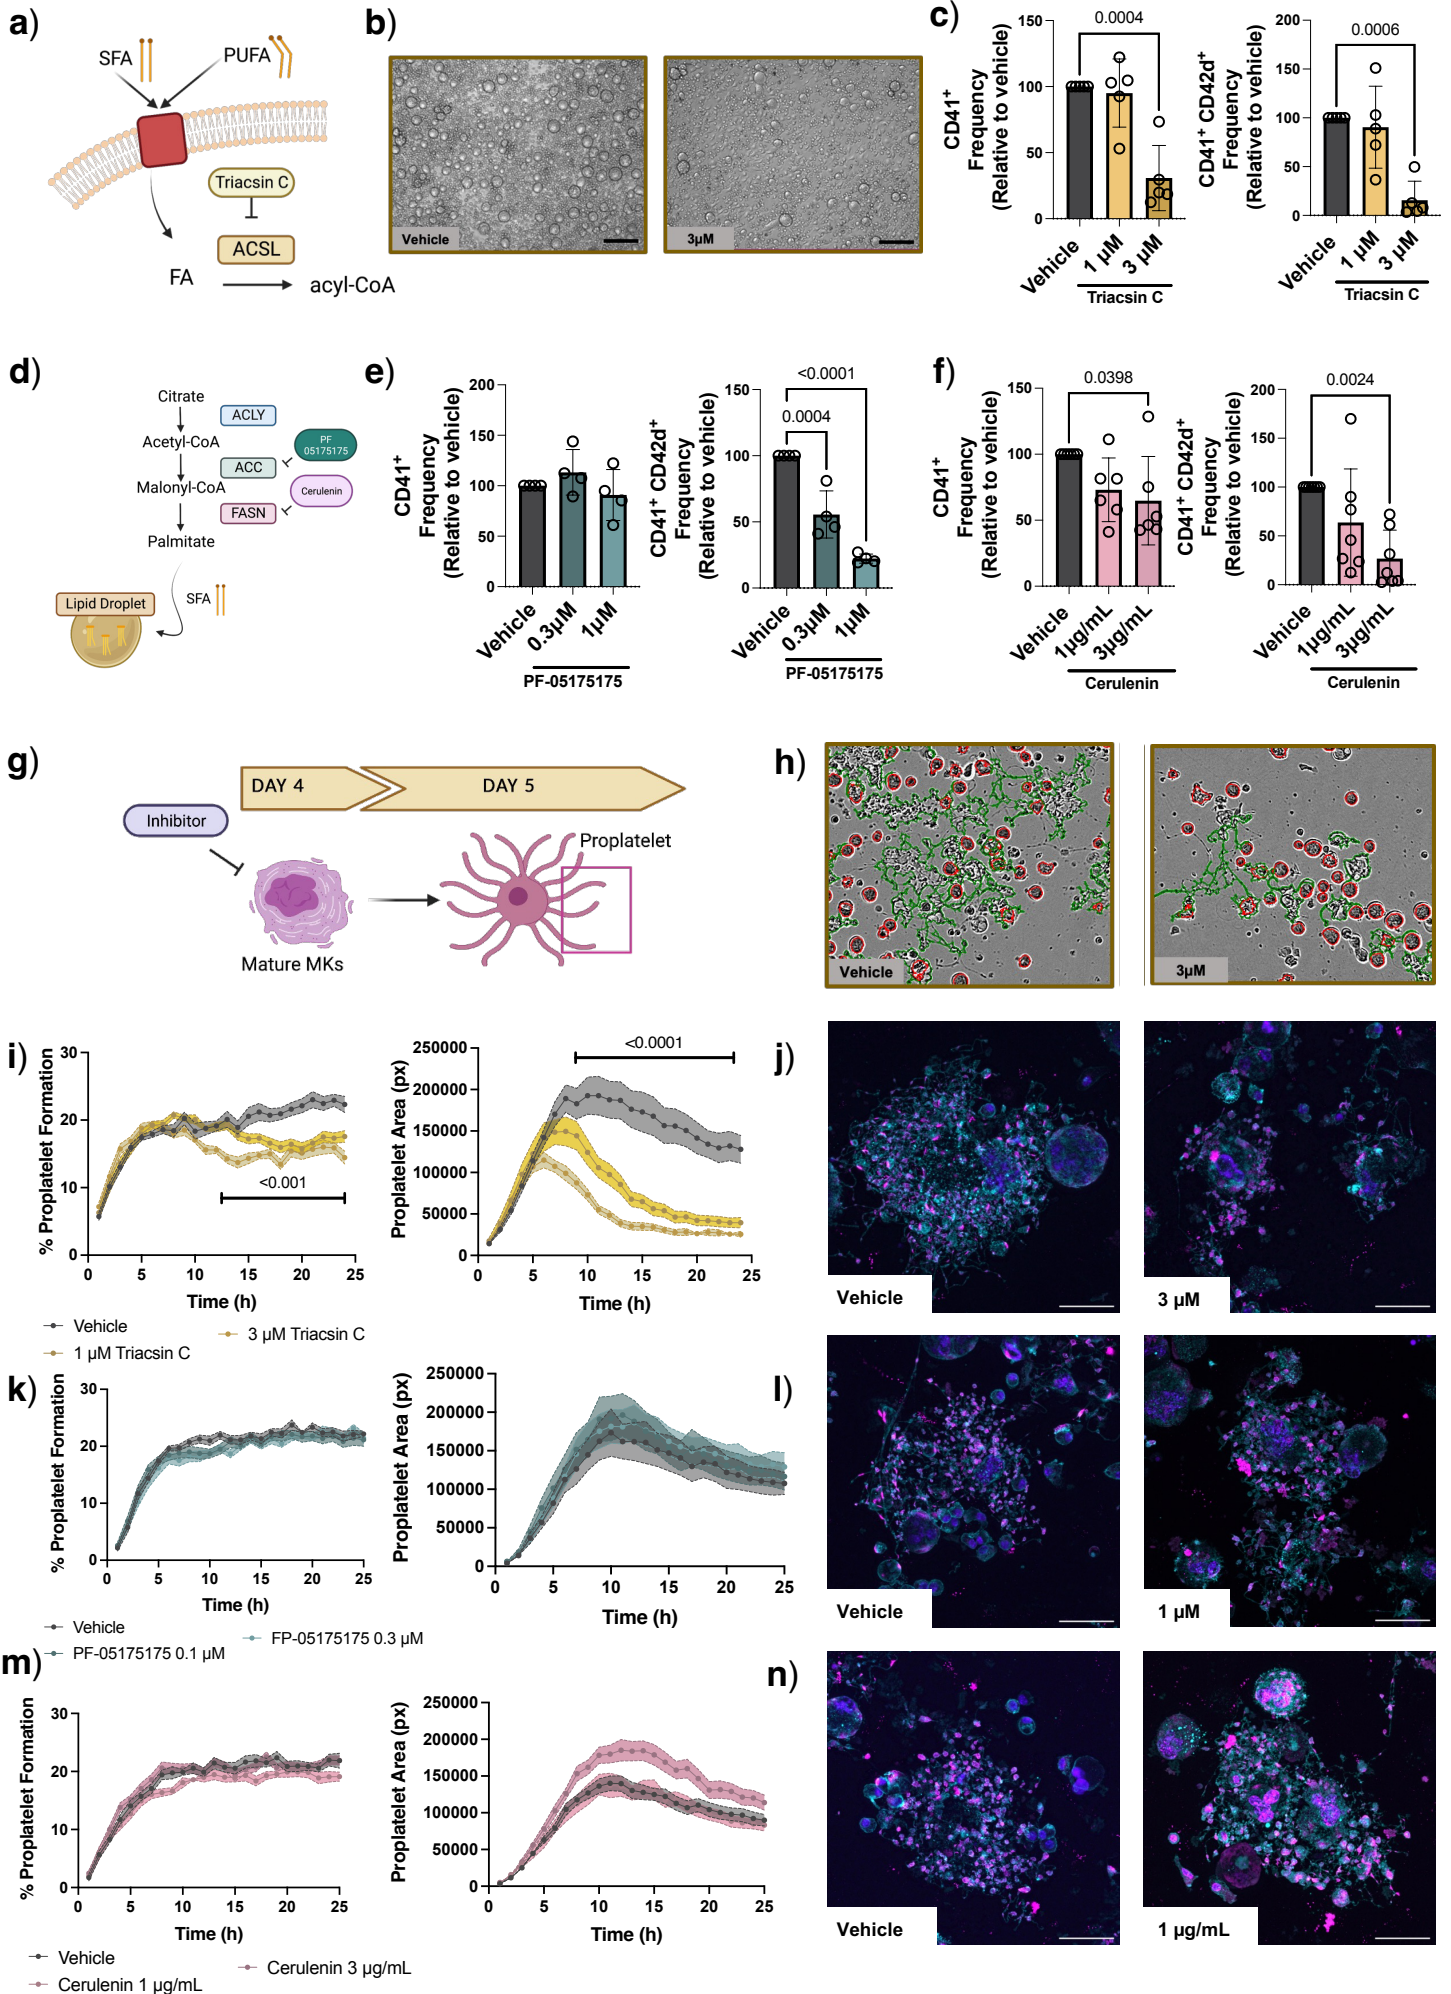 a)
SFA
PUFA
Triacsin C
ACSL
FA
acyl-CoA
b)
Vehicle
3µM
c)
CD41+
Frequency
(Relative to vehicle)
150
100
50
0
0.0004
Vehicle
1 µM
3 µM
Triacsin C
CD41+ CD42d+
Frequency
(Relative to vehicle)
200
150
100
50
0
0.0006
Vehicle
1 µM
3 µM
Triacsin C
d)
Citrate
ACLY
Acetyl-CoA
PF
05175175
ACC
Malonyl-CoA
Cerulenin
FASN
Palmitate
SFA
Lipid Droplet
e)
CD41+
Frequency
(Relative to vehicle)
200
150
100
50
0
Vehicle
0.3µM
1µM
PF-05175175
CD41+ CD42d+
Frequency
(Relative to vehicle)
150
100
50
0
<0.0001
0.0004
Vehicle
0.3µM
1µM
PF-05175175
f)
CD41+
Frequency
(Relative to vehicle)
150
100
50
0
0.0398
Vehicle
1µg/mL
3µg/mL
Cerulenin
CD41+ CD42d+
Frequency
(Relative to vehicle)
200
150
100
50
0
0.0024
Vehicle
1µg/mL
3µg/mL
Cerulenin
g)
DAY 4
DAY 5
Inhibitor
Proplatelet
Mature MKs
h)
Vehicle
3µM
i)
% Proplatelet Formation
30
20
10
0
<0.001
0 5 10 15 20 25
Time (h)
Proplatelet Area (px)
250000
200000
150000
100000
50000
0
<0.0001
0 5 10 15 20 25
Time (h)
Vehicle
3 µM Triacsin C
1 µM Triacsin C
j)
Vehicle
3 µM
k)
% Proplatelet Formation
30
20
10
0
0 5 10 15 20 25
Time (h)
Proplatelet Area (px)
250000
200000
150000
100000
50000
0
0 5 10 15 20 25
Time (h)
Vehicle
FP-05175175 0.3 µM
PF-05175175 0.1 µM
l)
Vehicle
1 µM
m)
% Proplatelet Formation
30
20
10
0
0 5 10 15 20 25
Time (h)
Proplatelet Area (px)
250000
200000
150000
100000
50000
0
0 5 10 15 20 25
Time (h)
Vehicle
Cerulenin 3 µg/mL
Cerulenin 1 µg/mL
n)
Vehicle
1 µg/mL